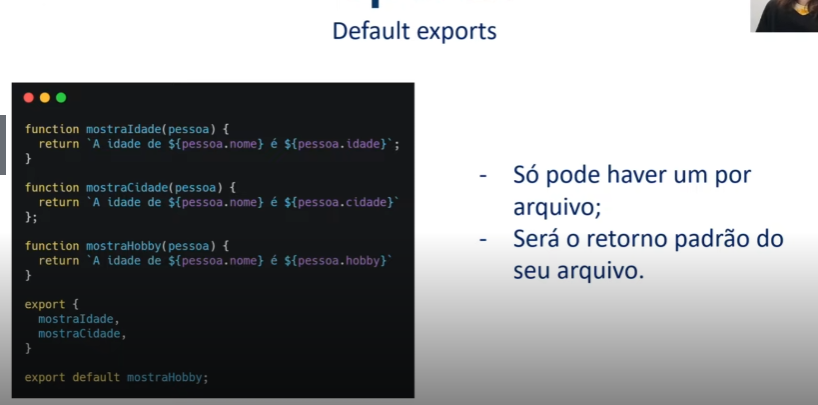 Default exports
function mostraIdade(pessoa) {
return `A idade de ${pessoa.nome} é ${pessoa.idade}`;
}
function mostraCidade(pessoa) {
return `A idade de ${pessoa.nome} é ${pessoa.cidade}`
};
function mostraHobby(pessoa) {
return `A idade de ${pessoa.nome} é ${pessoa.hobby}`
}
export {
mostraIdade,
mostraCidade,
}
export default mostraHobby;
- Só pode haver um por
arquivo;
- Será o retorno padrão do
seu arquivo.